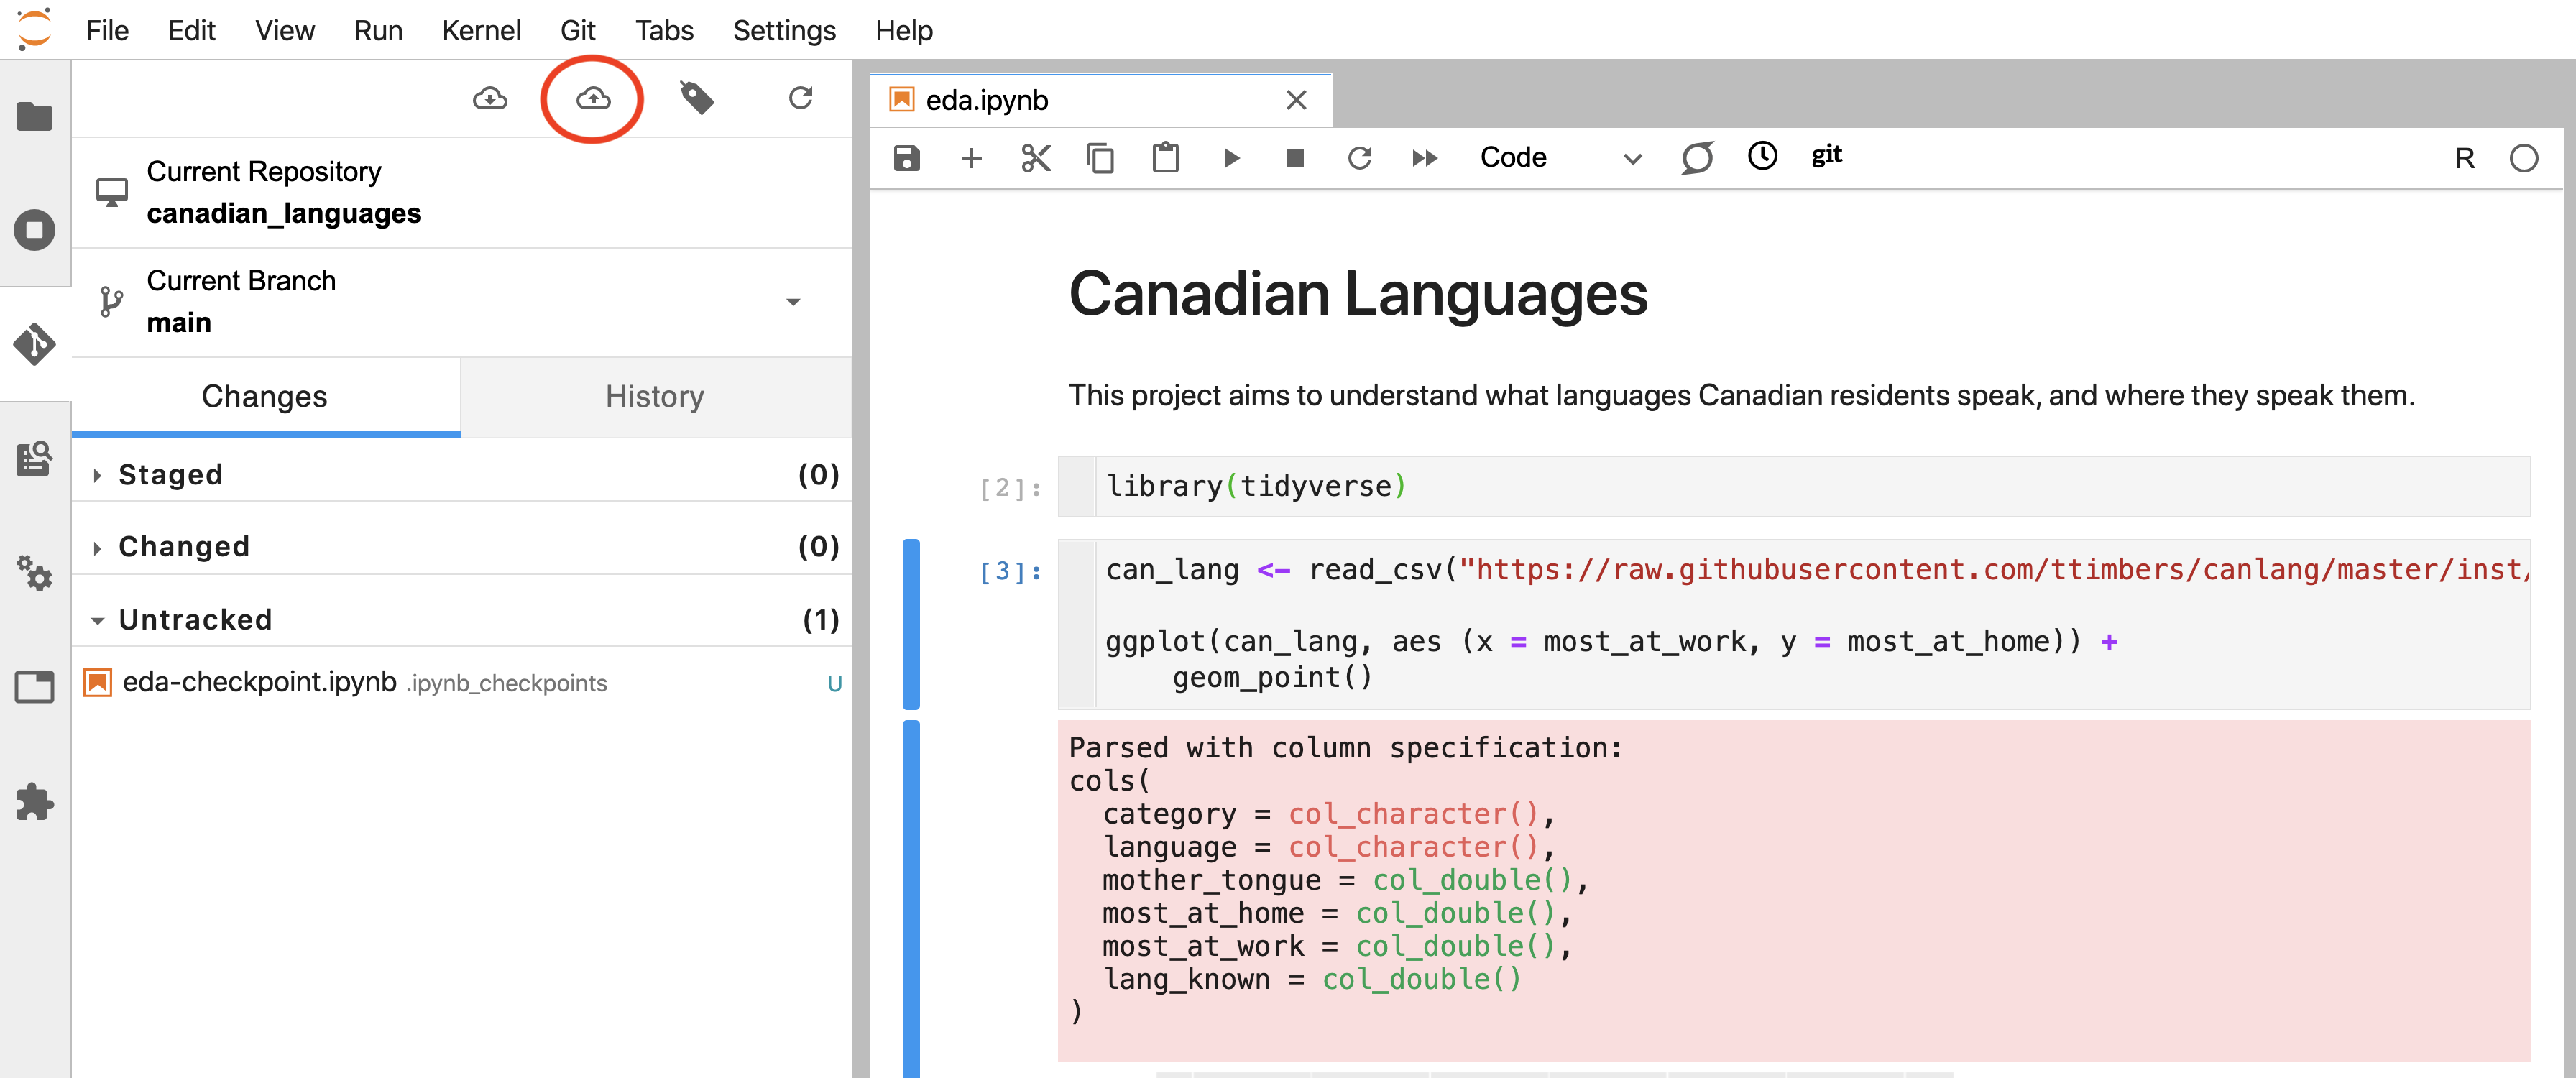 File Edit View Run Kernel Git Tabs Settings Help
Current Repository
canadian_languages
Current Branch
main
Changes History
Staged (0)
Changed (0)
Untracked (1)
eda-checkpoint.ipynb .ipynb_checkpoints U
eda.ipynb
Code git R
Canadian Languages
This project aims to understand what languages Canadian residents speak, and where they speak them.
[2]: library(tidyverse)
[3]: can_lang <- read_csv("https://raw.githubusercontent.com/ttimbers/canlang/master/inst/
ggplot(can_lang, aes (x = most_at_work, y = most_at_home)) +
geom_point()
Parsed with column specification:
cols(
category = col_character(),
language = col_character(),
mother_tongue = col_double(),
most_at_home = col_double(),
most_at_work = col_double(),
lang_known = col_double()
)